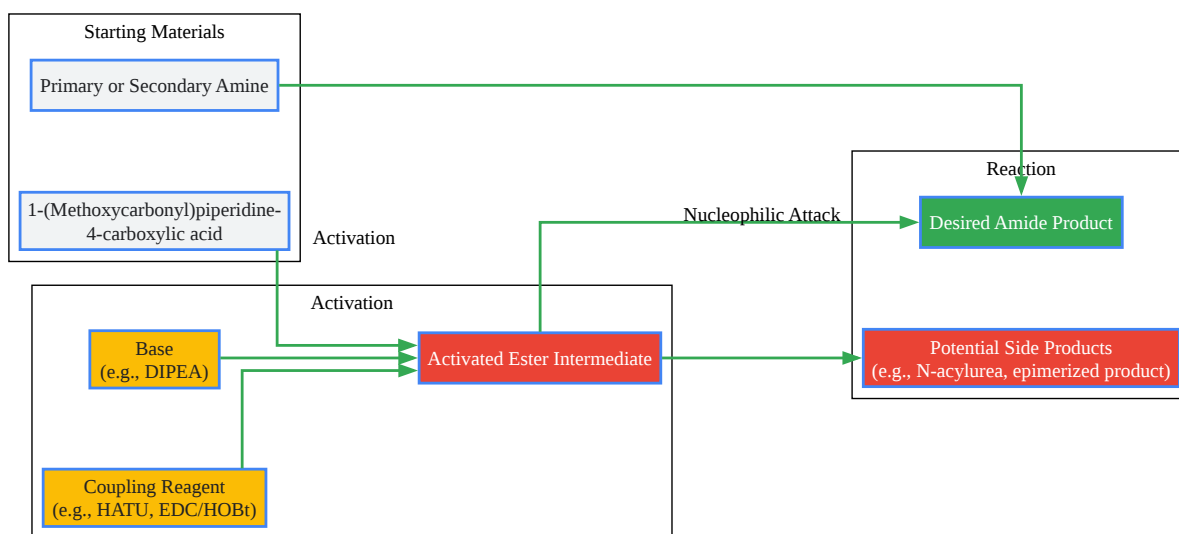 Starting Materials
Primary or Secondary Amine
1-(Methoxycarbonyl)piperidine-
4-carboxylic acid
Activation
Reaction
Nucleophilic Attack
Desired Amide Product
Activation
Base
(e.g., DIPEA)
Activated Ester Intermediate
Potential Side Products
(e.g., N-acylurea, epimerized product)
Coupling Reagent
(e.g., HATU, EDC/HOBt)